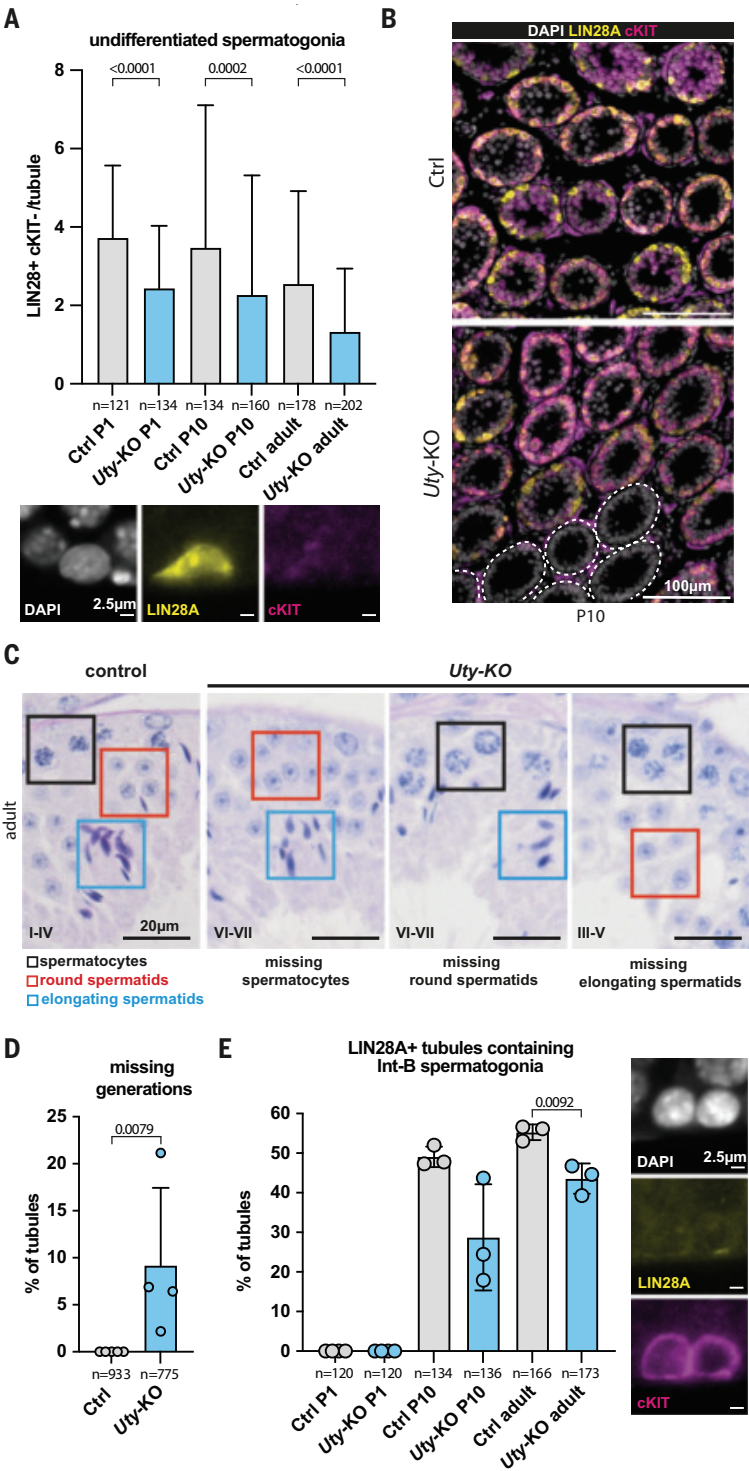 A
undifferentiated spermatogonia
LIN28+ cKIT- /tubule
8
6
4
2
0
<0.0001
0.0002
<0.0001
n=121
n=134
n=134
n=160
n=178
n=202
Ctrl P1
Uty-KO P1
Ctrl P10
Uty-KO P10
Ctrl adult
Uty-KO adult
DAPI
2.5µm
LIN28A
cKIT
B
DAPI LIN28A cKIT
Ctrl
Uty-KO
100µm
P10
C
control
Uty-KO
adult
I-IV
20µm
VI-VII
VI-VII
III-V
spermatocytes
round spermatids
elongating spermatids
missing
spermatocytes
missing
round spermatids
missing
elongating spermatids
D
missing
generations
% of tubules
25
20
15
10
5
0
0.0079
n=933
n=775
Ctrl
Uty-KO
E
LIN28A+ tubules containing
Int-B spermatogonia
% of tubules
60
50
40
30
20
10
0
0.0092
n=120
n=120
n=134
n=136
n=166
n=173
Ctrl P1
Uty-KO P1
Ctrl P10
Uty-KO P10
Ctrl adult
Uty-KO adult
DAPI
2.5µm
LIN28A
cKIT